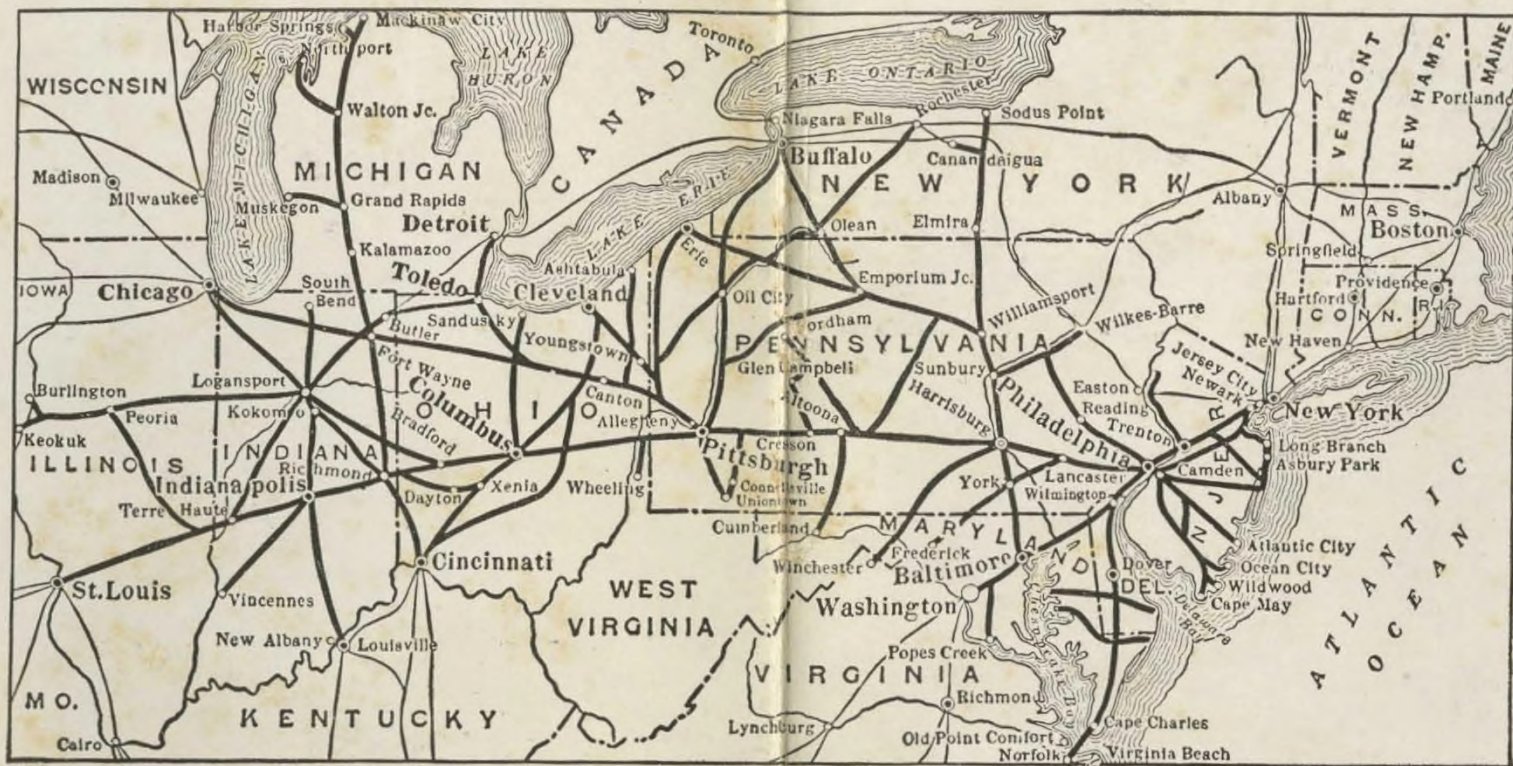 Harbor Springs
Mackinaw City
Northport
LAKE HURON
Toronto
CANADA
LAKE ONTARIO
Rochester
Sodus Point
VERMONT
NEW HAMP.
MAINE
Portland
WISCONSIN
LAKE MICHIGAN
Walton Jc.
Niagara Falls
Buffalo
Canandaigua
MICHIGAN
NEW YORK
Madison
Milwaukee
Muskegon
Grand Rapids
Detroit
LAKE ERIE
Olean
Elmira
Albany
MASS.
Boston
Kalamazoo
Erie
Springfield
IOWA
Chicago
South Bend
Toledo
Ashtabula
Cleveland
Oil City
Emporium Jc.
Providence
Hartford
CONN.
R.I.
Butler
Sandusky
Williamsport
Wilkes-Barre
New Haven
Youngstown
PENNSYLVANIA
Fort Wayne
Glen Campbell
Sunbury
Jersey City
Newark
Easton
Reading
Trenton
New York
Burlington
Logansport
Columbus
Canton
Allegheny
Altoona
Harrisburg
Philadelphia
Peoria
Kokomo
Bradford
OHIO
Keokuk
Pittsburgh
Cresson
Long Branch
Asbury Park
ILLINOIS
INDIANA
Richmond
Indianapolis
Dayton
Xenia
Wheeling
Connellsville
Uniontown
York
Lancaster
Wilmington
Camden
N. JER.
Terre Haute
Cumberland
MARYLAND
Atlantic City
Ocean City
Wildwood
Cape May
Cincinnati
Winchester
Frederick
Baltimore
Dover
DEL.
Delaware Bay
St. Louis
Vincennes
WEST VIRGINIA
Washington
Chesapeake Bay
ATLANTIC OCEAN
New Albany
Louisville
Popes Creek
VIRGINIA
Richmond
MO.
KENTUCKY
Lynchburg
Cape Charles
Cairo
Old Point Comfort
Norfolk
Virginia Beach